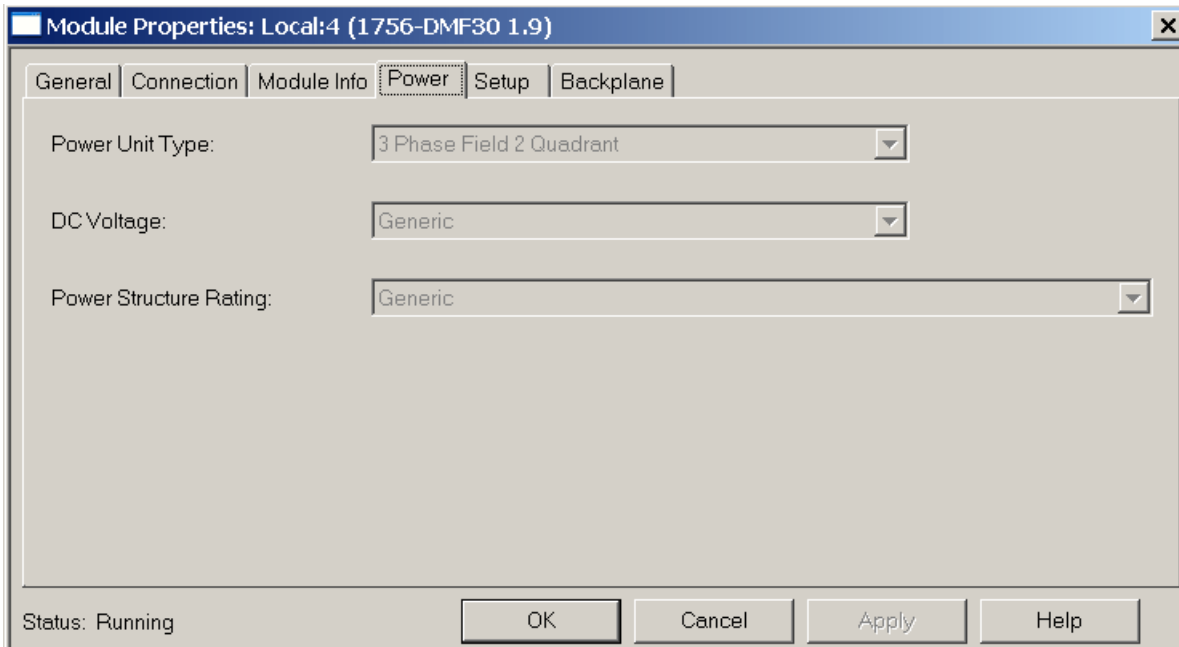 Module Properties: Local:4 (1756-DMF30 1.9)
General Connection Module Info Power Setup Backplane
Power Unit Type: 3 Phase Field 2 Quadrant
DC Voltage: Generic
Power Structure Rating: Generic
Status: Running OK Cancel Apply Help